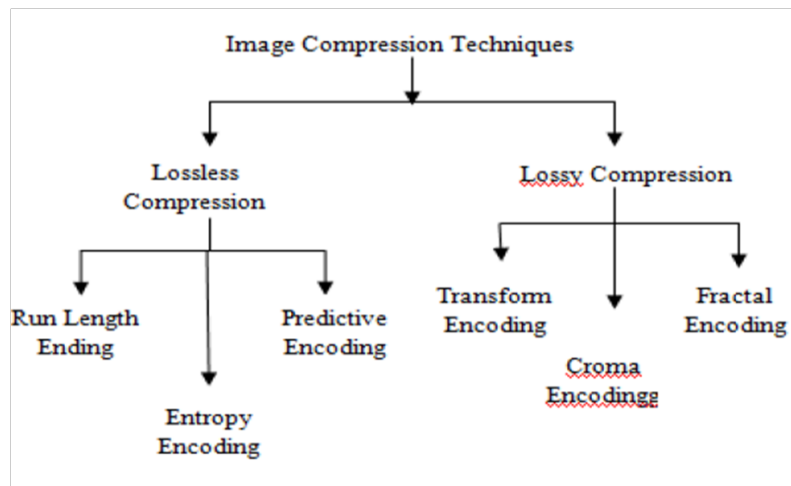 Image Compression Techniques
Lossless
Compression
Lossy Compression
Run Length
Ending
Predictive
Encoding
Entropy
Encoding
Transform
Encoding
Croma
Encodingg
Fractal
Encoding